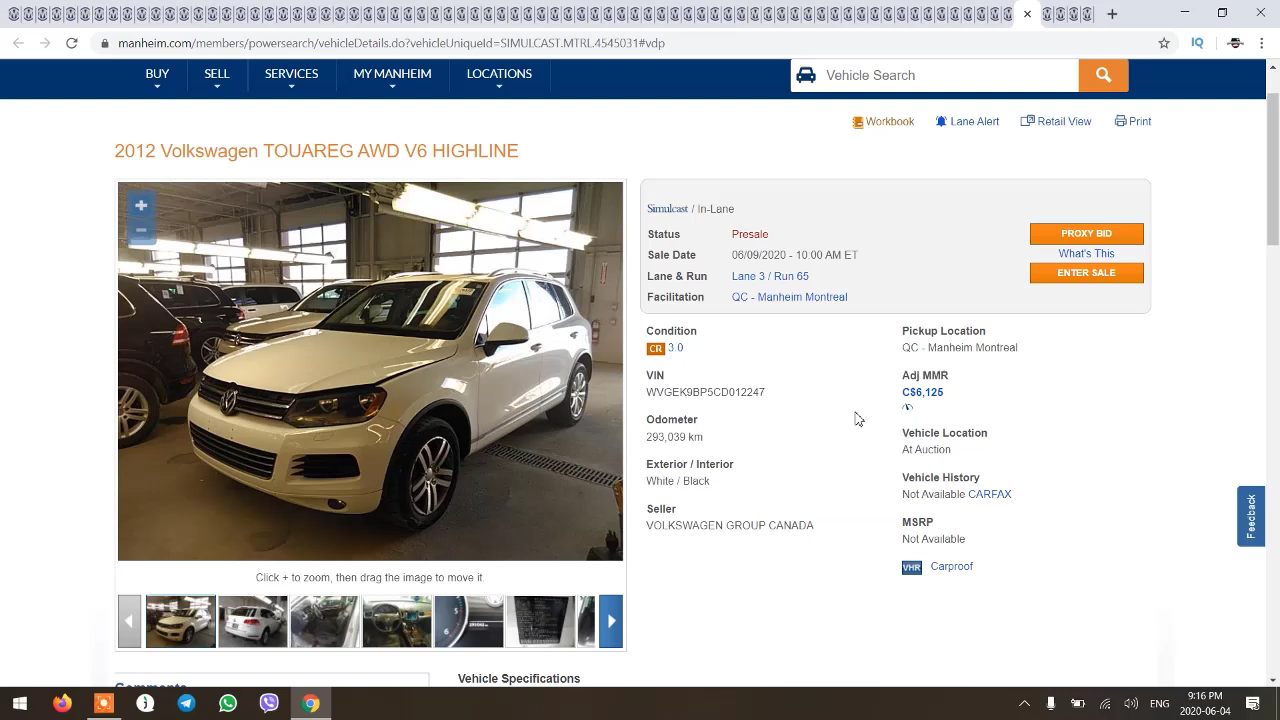 manheim.com/members/powersearch/vehicleDetails.do?vehicleUniqueId=SIMULCAST.MTRL.4545031#vdp
IQ
BUY
SELL
SERVICES
MY MANHEIM
LOCATIONS
Vehicle Search
Workbook
Lane Alert
Retail View
Print
2012 Volkswagen TOUAREG AWD V6 HIGHLINE
Simulcast / In-Lane
Status Presale
PROXY BID
Sale Date 06/09/2020 - 10:00 AM ET
What's This
Lane & Run Lane 3 / Run 65
ENTER SALE
Facilitation QC - Manheim Montreal
Condition
CR 3.0
VIN
WVGEK9BP5CD012247
Odometer
293,039 km
Exterior / Interior
White / Black
Seller
VOLKSWAGEN GROUP CANADA
Pickup Location
QC - Manheim Montreal
Adj MMR
C$6,125
Vehicle Location
At Auction
Vehicle History
Not Available CARFAX
MSRP
Not Available
VHR Carproof
Feedback
Click + to zoom, then drag the image to move it.
Comments
Vehicle Specifications
ENG
9:16 PM
2020-06-04